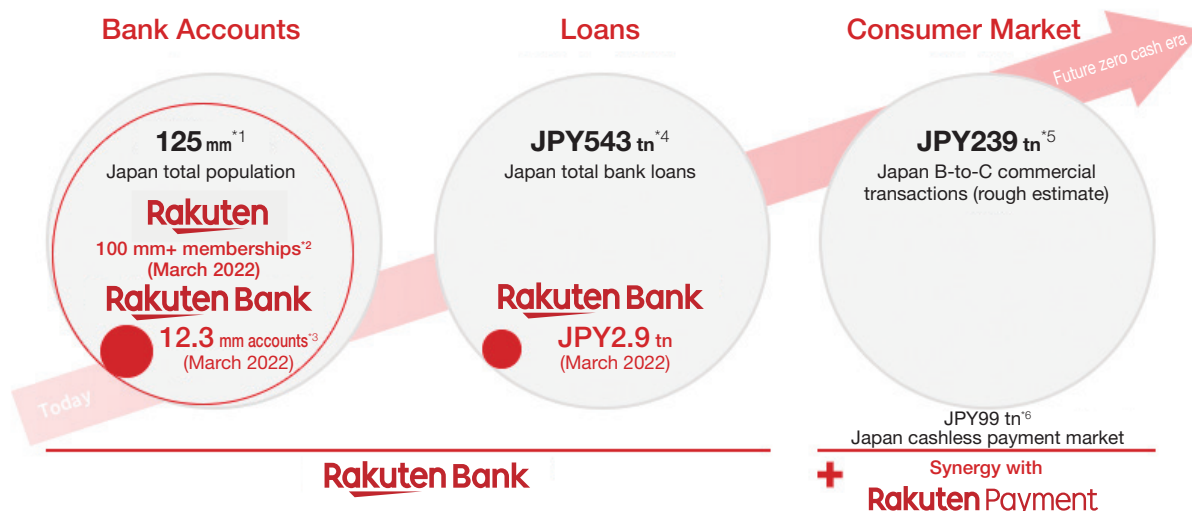 Bank Accounts
125 mm*1
Japan total population
Rakuten
100 mm+ memberships*2
(March 2022)
Rakuten Bank
12.3 mm accounts*3
(March 2022)
Today
Loans
JPY543 tn*4
Japan total bank loans
Rakuten Bank
JPY2.9 tn
(March 2022)
Rakuten Bank
Consumer Market
Future zero cash era
JPY239 tn*5
Japan B-to-C commercial
transactions (rough estimate)
JPY99 tn*6
Japan cashless payment market
+ Synergy with
Rakuten Payment